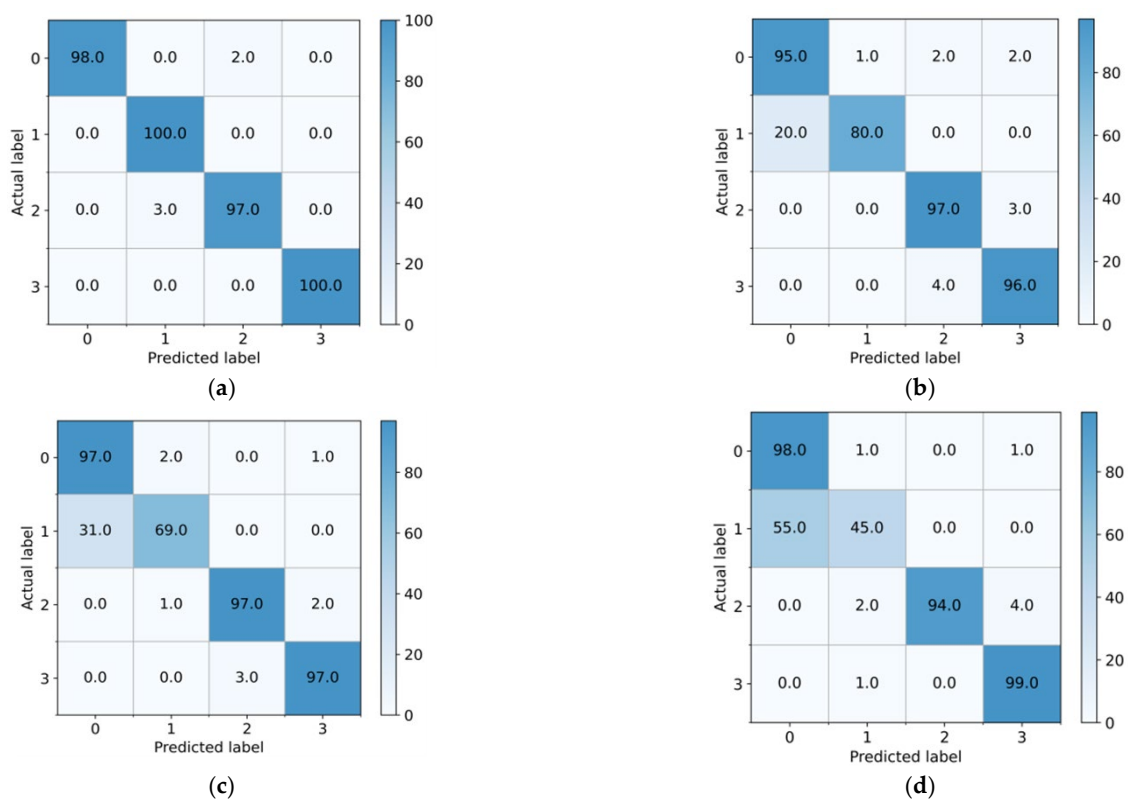 Actual label
0 98.0 0.0 2.0 0.0
1 0.0 100.0 0.0 0.0
2 0.0 3.0 97.0 0.0
3 0.0 0.0 0.0 100.0
0 1 2 3
Predicted label
100
80
60
40
20
0
(a)
Actual label
0 95.0 1.0 2.0 2.0
1 20.0 80.0 0.0 0.0
2 0.0 0.0 97.0 3.0
3 0.0 0.0 4.0 96.0
0 1 2 3
Predicted label
80
60
40
20
0
(b)
Actual label
0 97.0 2.0 0.0 1.0
1 31.0 69.0 0.0 0.0
2 0.0 1.0 97.0 2.0
3 0.0 0.0 3.0 97.0
0 1 2 3
Predicted label
80
60
40
20
0
(c)
Actual label
0 98.0 1.0 0.0 1.0
1 55.0 45.0 0.0 0.0
2 0.0 2.0 94.0 4.0
3 0.0 1.0 0.0 99.0
0 1 2 3
Predicted label
80
60
40
20
0
(d)